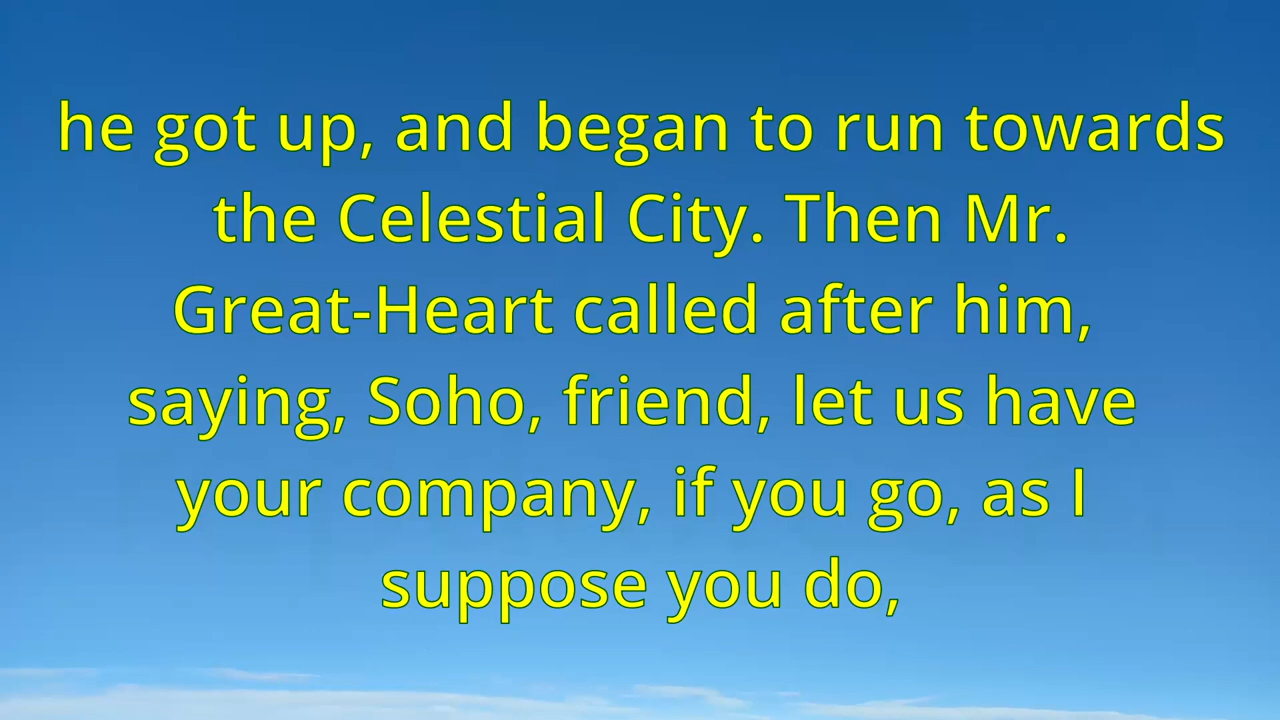 he got up, and began to run towards
the Celestial City. Then Mr.
Great-Heart called after him,
saying, Soho, friend, let us have
your company, if you go, as I
suppose you do,